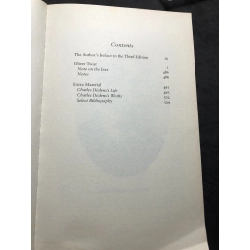 Contents
The Author's Preface to the Third Edition
Oliver Twist
Note on the Text
Notes
Extra Material
Charles Dickens's Life
Charles Dickens's Works
Select Bibliography